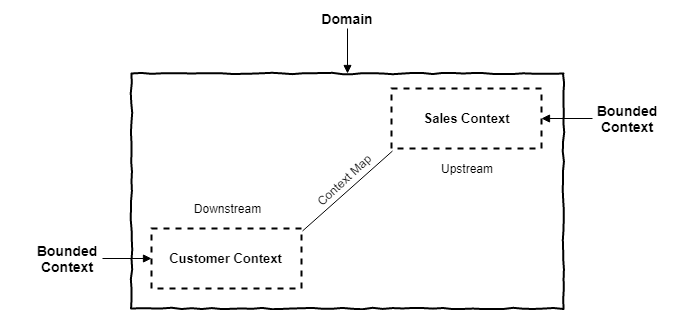 Domain
Sales Context
Bounded
Context
Context Map
Upstream
Downstream
Bounded
Context
Customer Context